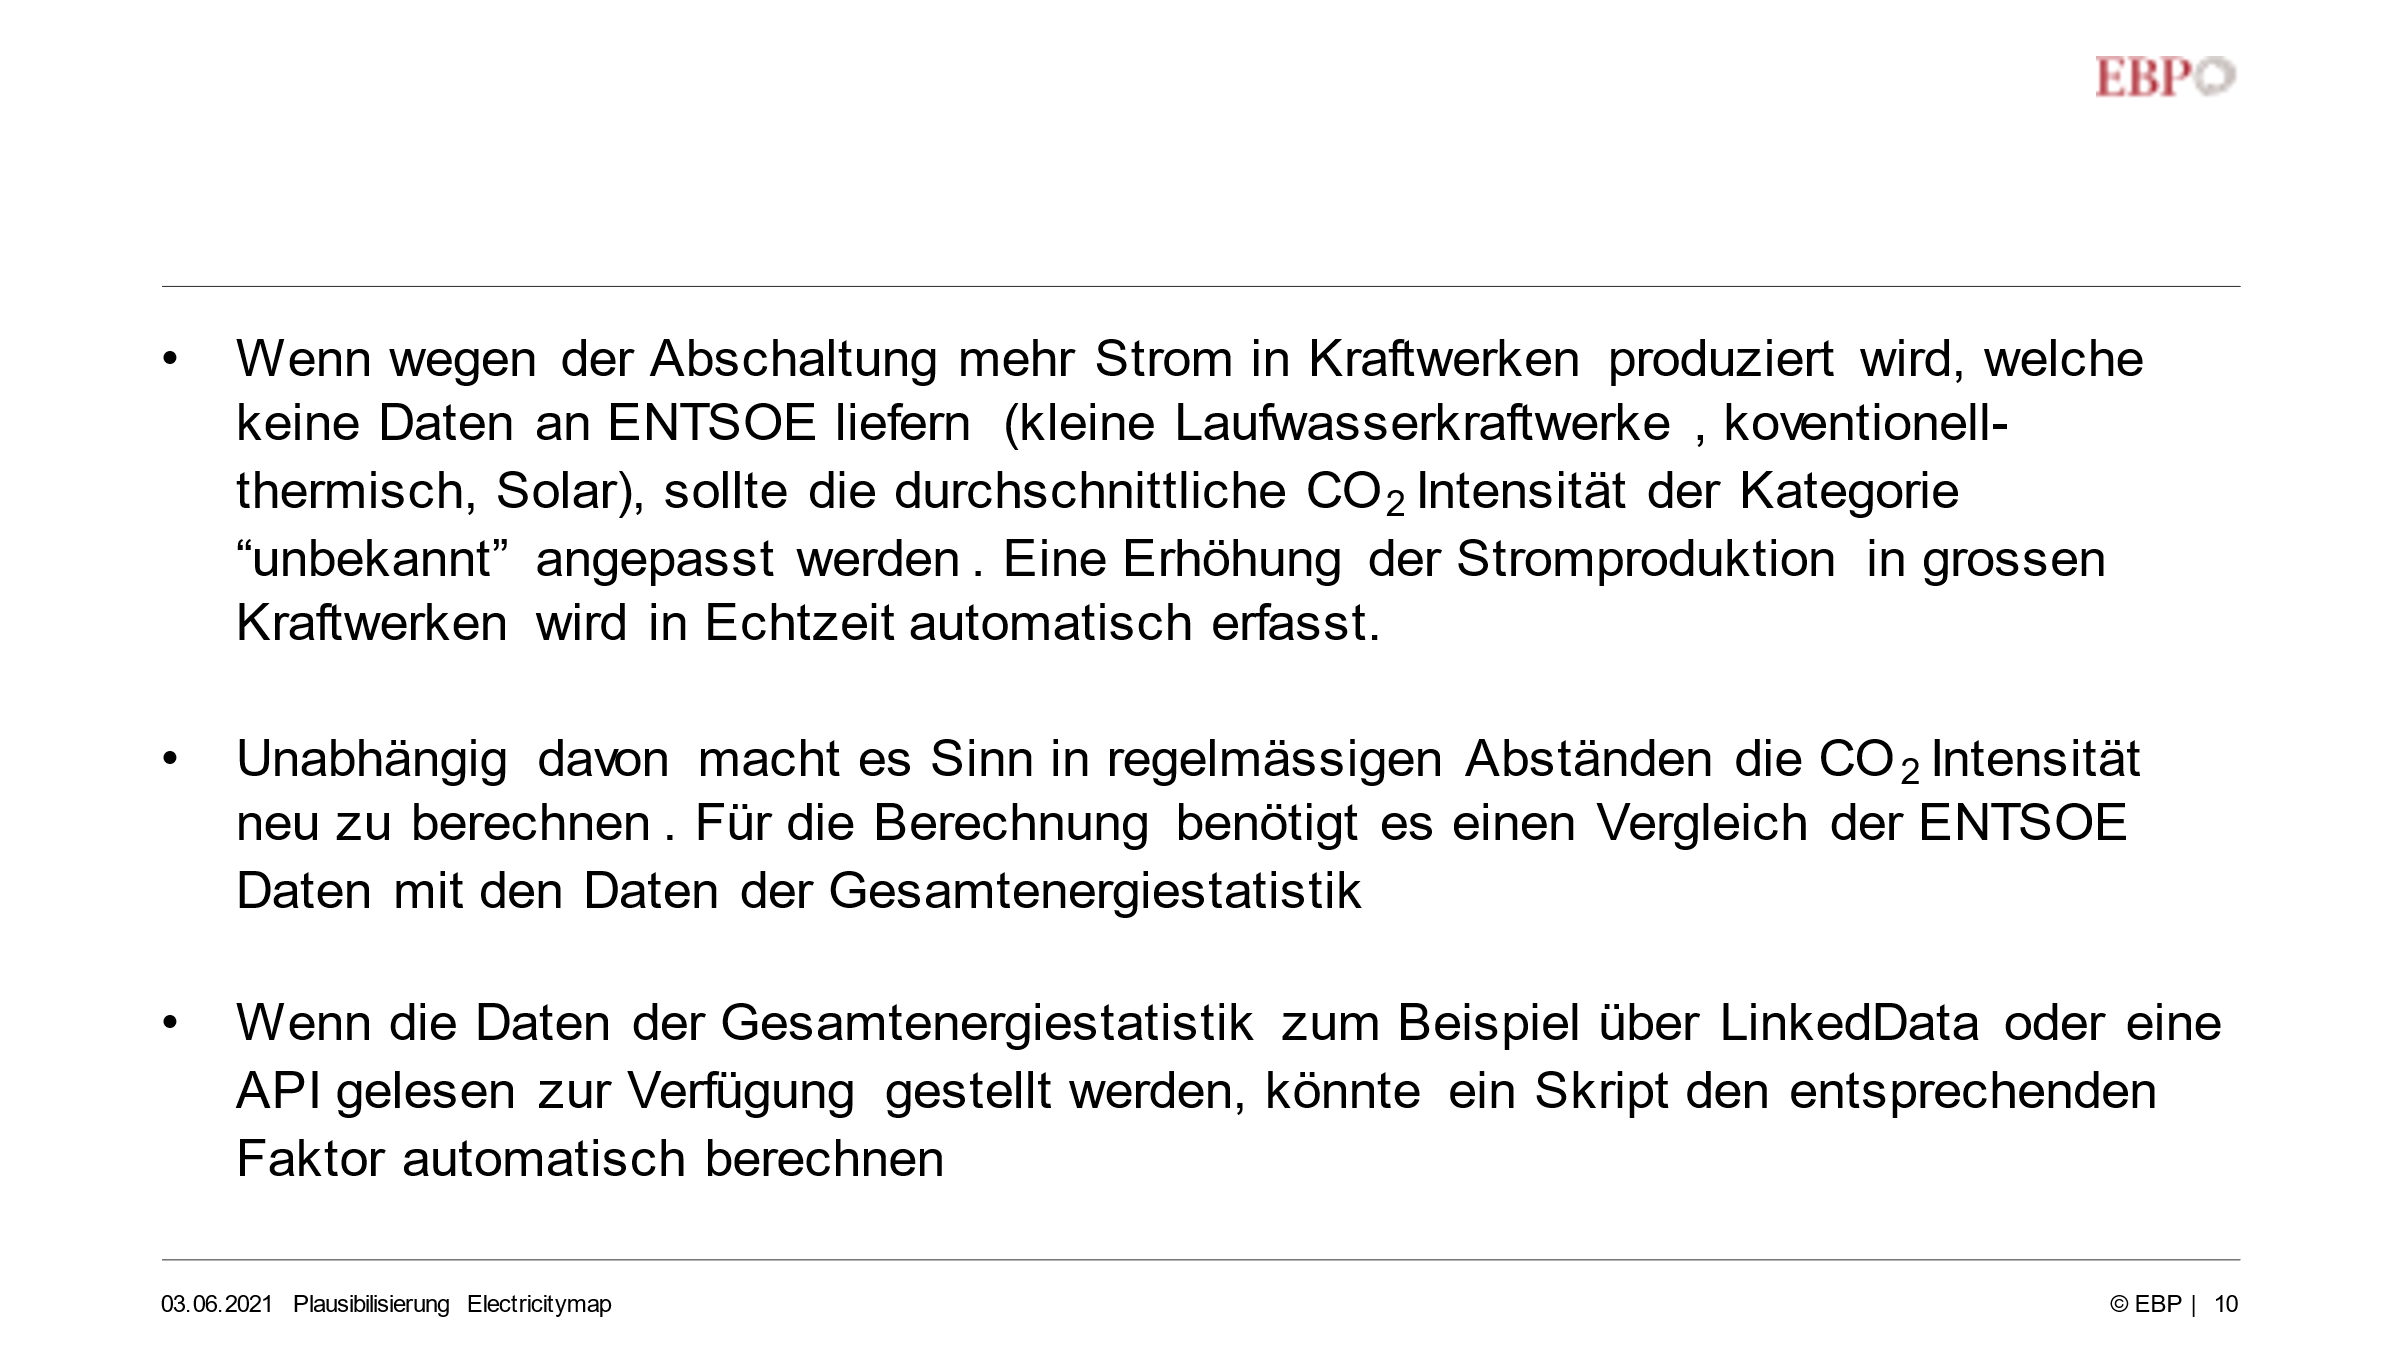 EBP
• Wenn wegen der Abschaltung mehr Strom in Kraftwerken produziert wird, welche
keine Daten an ENTSOE liefern (kleine Laufwasserkraftwerke , koventionell-
thermisch, Solar), sollte die durchschnittliche CO₂ Intensität der Kategorie
“unbekannt” angepasst werden . Eine Erhöhung der Stromproduktion in grossen
Kraftwerken wird in Echtzeit automatisch erfasst.
• Unabhängig davon macht es Sinn in regelmässigen Abständen die CO₂ Intensität
neu zu berechnen . Für die Berechnung benötigt es einen Vergleich der ENTSOE
Daten mit den Daten der Gesamtenergiestatistik
• Wenn die Daten der Gesamtenergiestatistik zum Beispiel über LinkedData oder eine
API gelesen zur Verfügung gestellt werden, könnte ein Skript den entsprechenden
Faktor automatisch berechnen
03.06.2021 Plausibilisierung Electricitymap
© EBP | 10